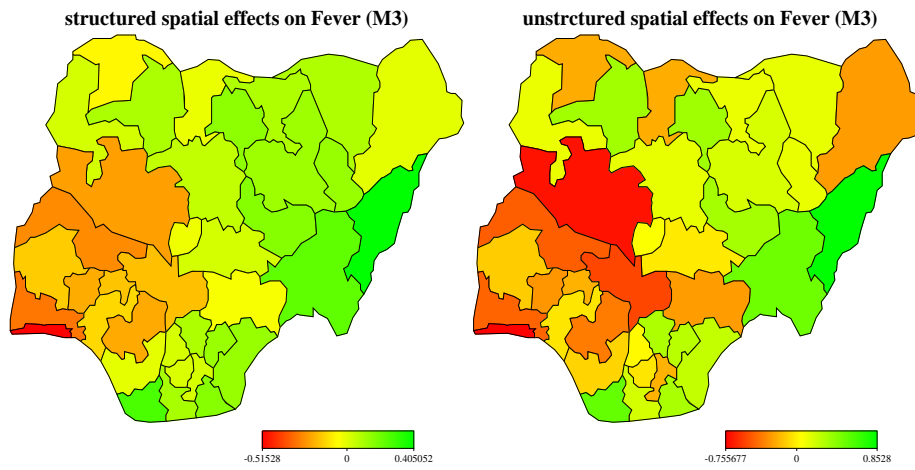 structured spatial effects on Fever (M3)
unstrctured spatial effects on Fever (M3)
-0.51528 0 0.405052
-0.755677 0 0.8528